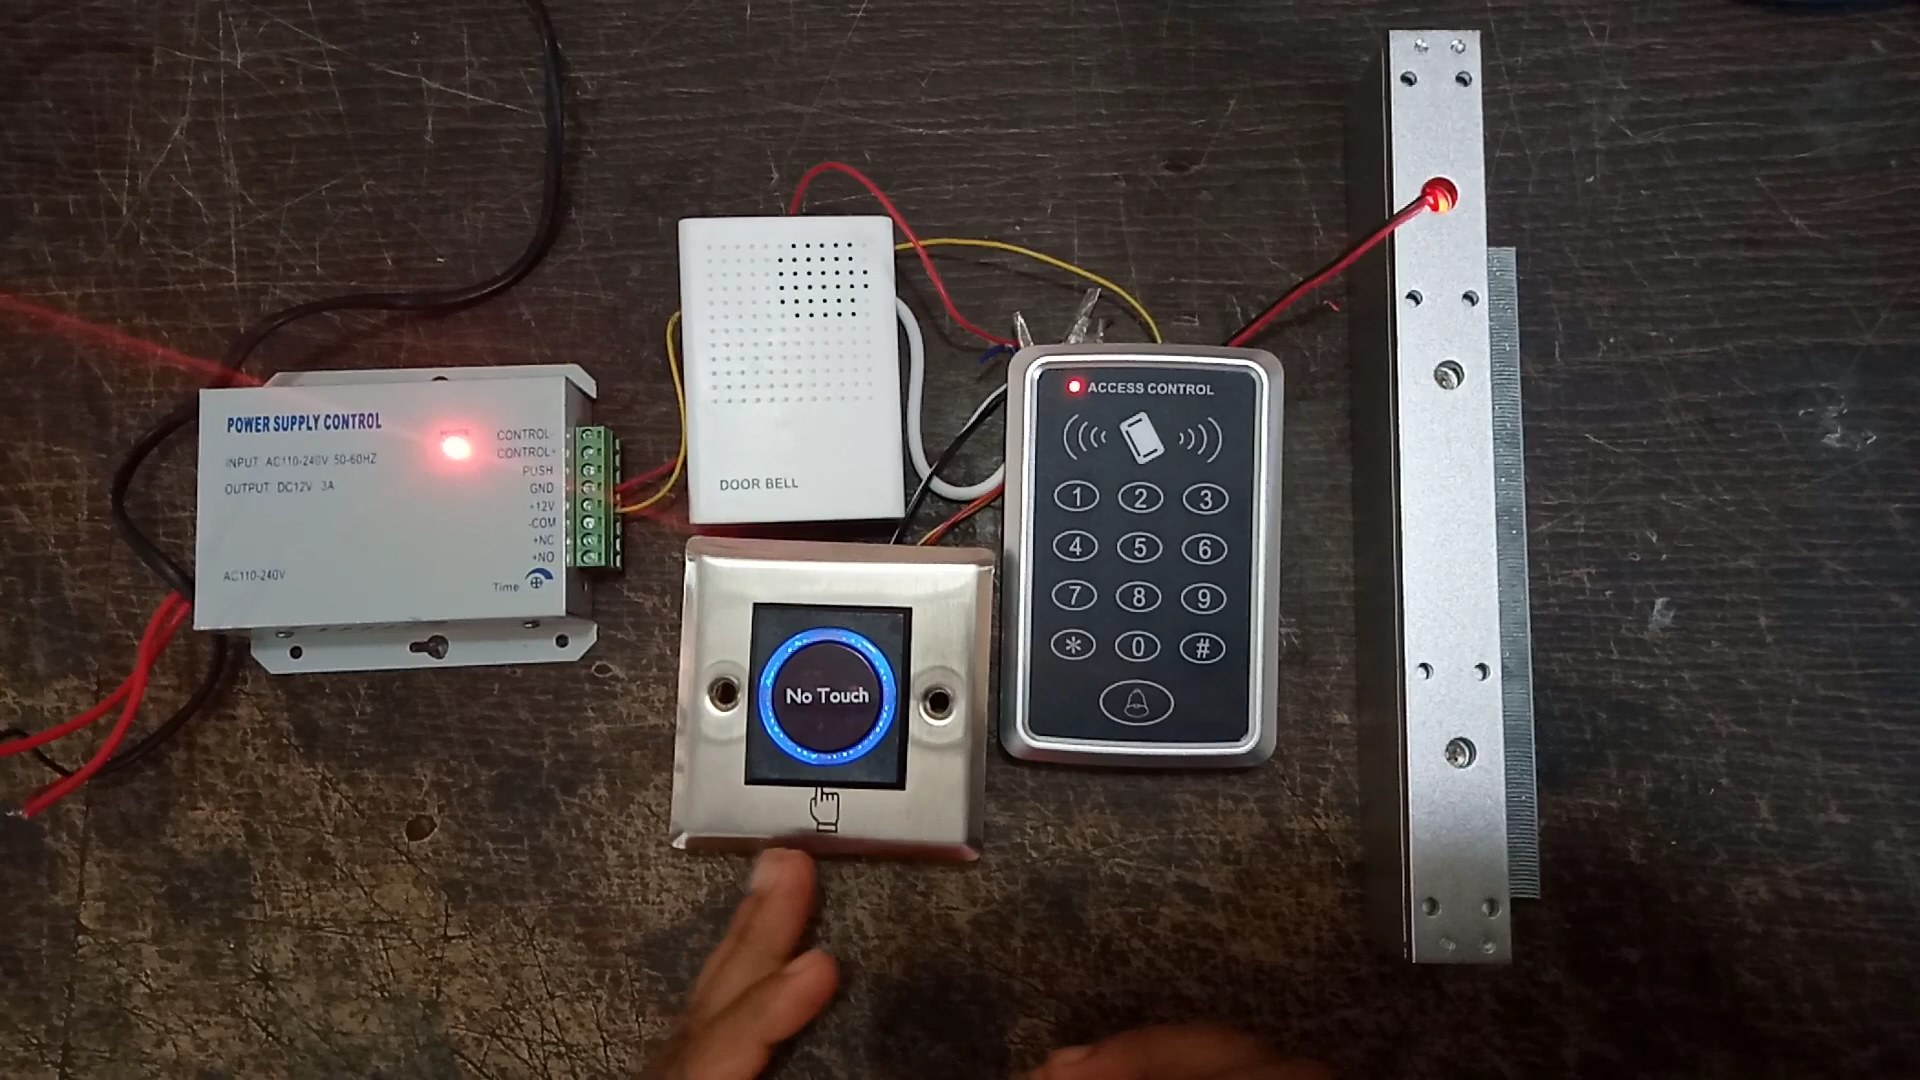 POWER SUPPLY CONTROL
INPUT: AC110-240V 50-60HZ
OUTPUT: DC12V 3A
AC110-240V
CONTROL-
CONTROL+
PUSH
GND
+12V
-COM
+NC
+NO
Time
DOOR BELL
No Touch
ACCESS CONTROL
1 2 3
4 5 6
7 8 9
* 0 #